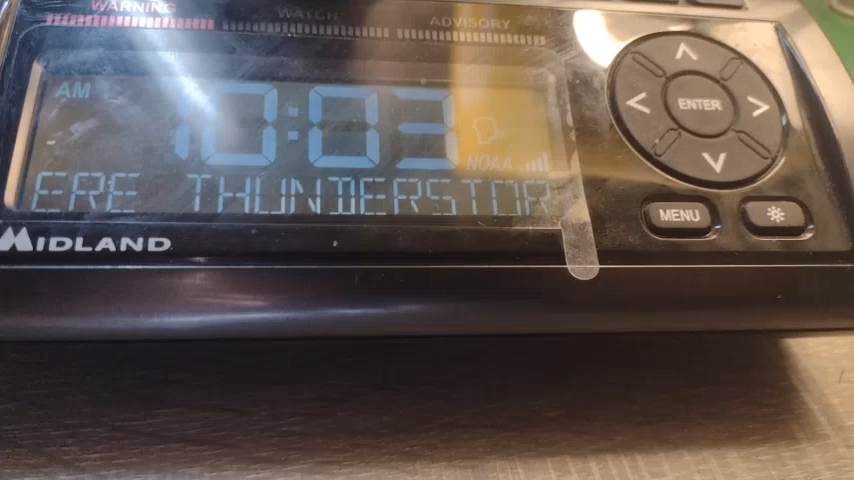 WARNING WATCH ADVISORY
AM 10:03
NOAA
ERE THUNDERSTOR
MIDLAND
ENTER
MENU